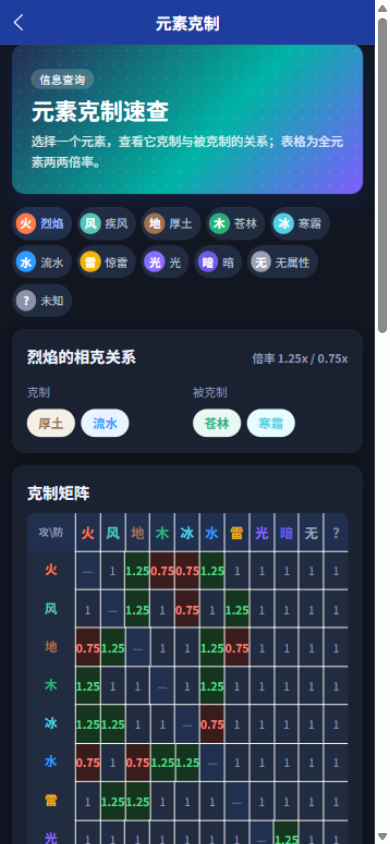 元素克制
信息查询
元素克制速查
选择一个元素，查看它克制与被克制的关系；表格为全元
素两两倍率。
火 烈焰 风 疾风 地 厚土 木 苍林 冰 寒霜
水 流水 雷 惊雷 光 光 暗 暗 无 无属性
? 未知
烈焰的相克关系 倍率 1.25x / 0.75x
克制 被克制
厚土 流水 苍林 寒霜
克制矩阵
攻\防 火 风 地 木 冰 水 雷 光 暗 无 ?
火 — 1 1.25 0.75 0.75 1.25 1 1 1 1 1
风 1 — 1.25 1 0.75 1 1.25 1 1 1 1
地 0.75 1.25 — 1 1 1.25 0.75 1 1 1 1
木 1.25 1 1 — 1 1.25 1 1 1 1 1
冰 1.25 1.25 1 1 — 0.75 1 1 1 1 1
水 0.75 1 0.75 1.25 1.25 — 1 1 1 1 1
雷 1 1.25 1.25 1 1 1 — 1 1 1 1
光 1 1 1 1 1 1 1 — 1.25 1 1